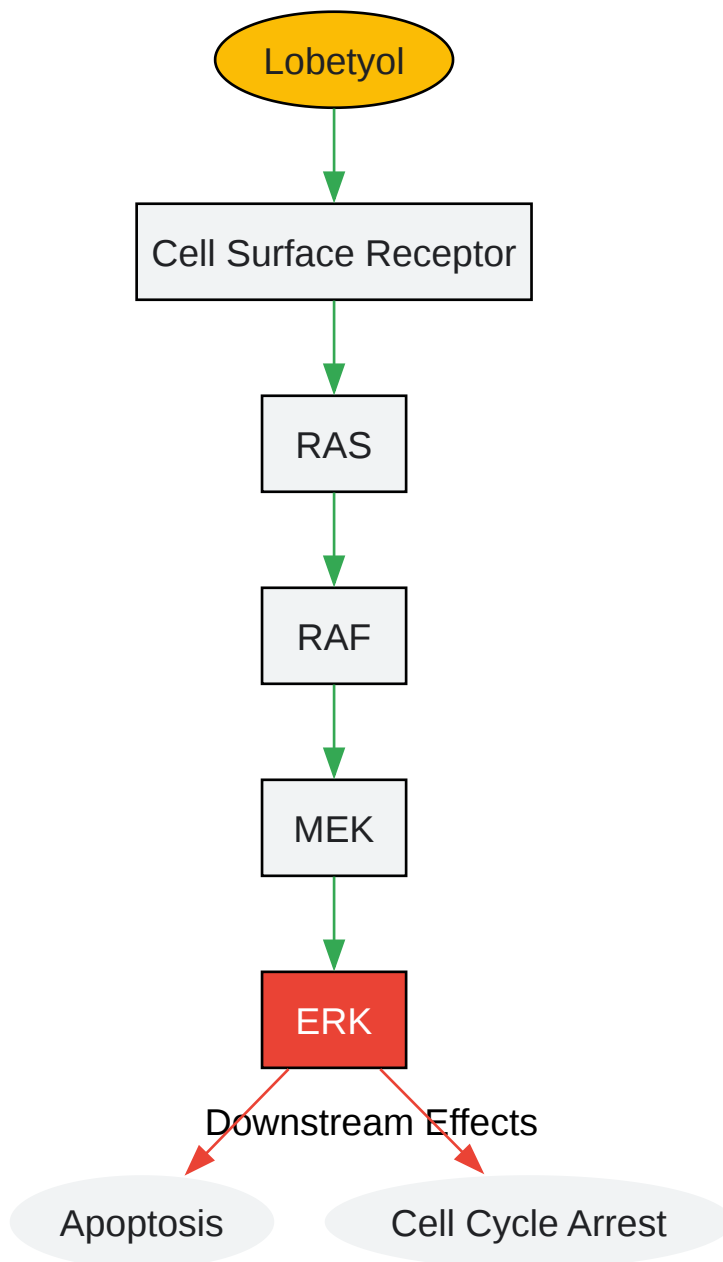 Lobetyol
Cell Surface Receptor
RAS
RAF
MEK
ERK
Downstream Effects
Apoptosis
Cell Cycle Arrest